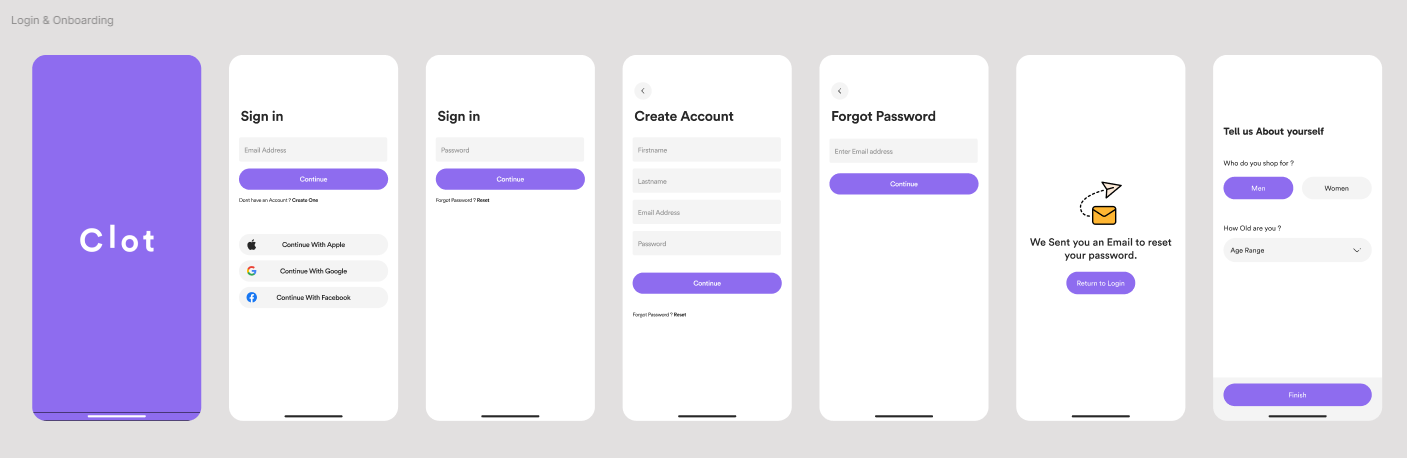 Login & Onboarding
Clot
Sign in
Email Address
Continue
Dont have an Account ? Create One
Continue With Apple
Continue With Google
Continue With Facebook
Sign in
Password
Continue
Forgot Password ? Reset
Create Account
Firstname
Lastname
Email Address
Password
Continue
Forgot Password ? Reset
Forgot Password
Enter Email address
Continue
We Sent you an Email to reset
your password.
Return to Login
Tell us About yourself
Who do you shop for ?
Men
Women
How Old are you ?
Age Range
Finish